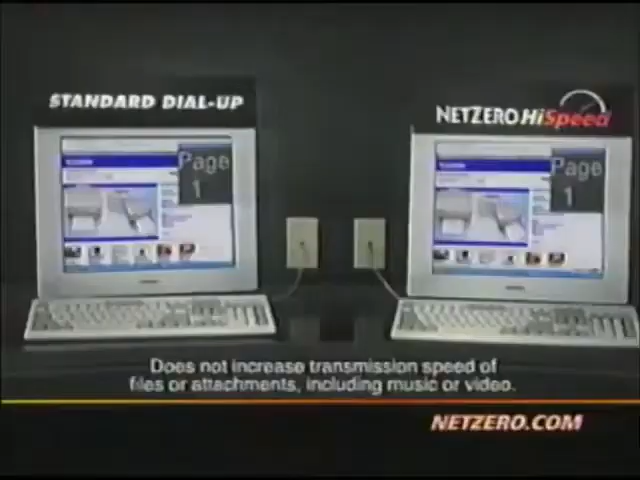 STANDARD DIAL-UP
NETZERO HiSpeed
Page
1
Page
1
Does not increase transmission speed of
files or attachments, including music or video.
NETZERO.COM